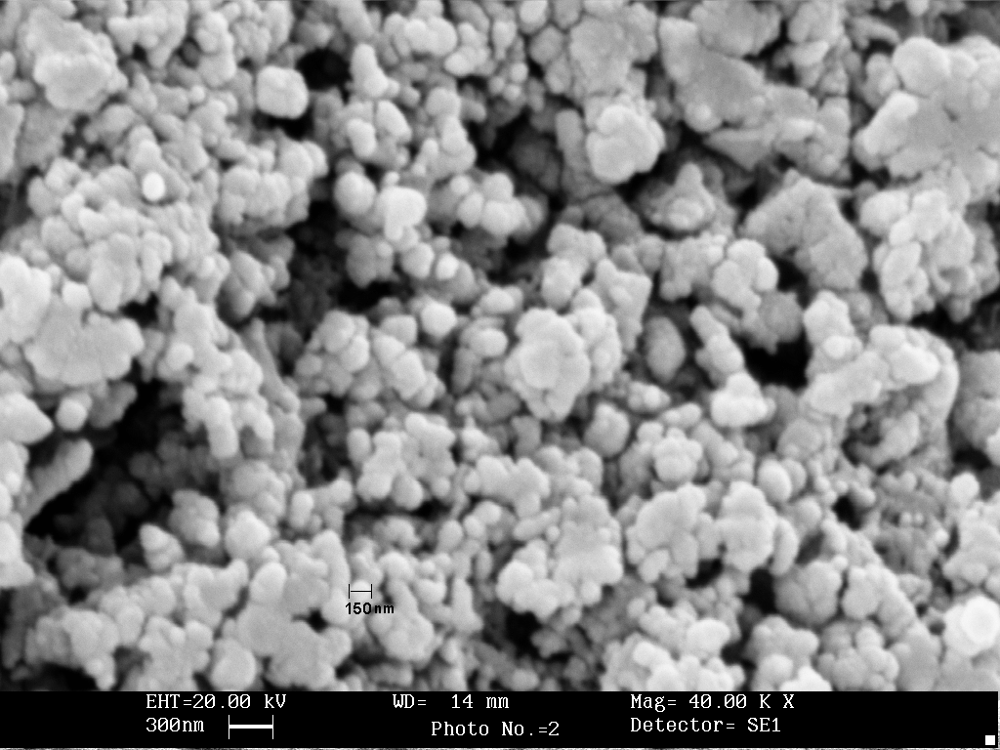 150nm
EHT=20.00 kV WD= 14 mm Mag= 40.00 K X
300nm Photo No.=2 Detector= SE1